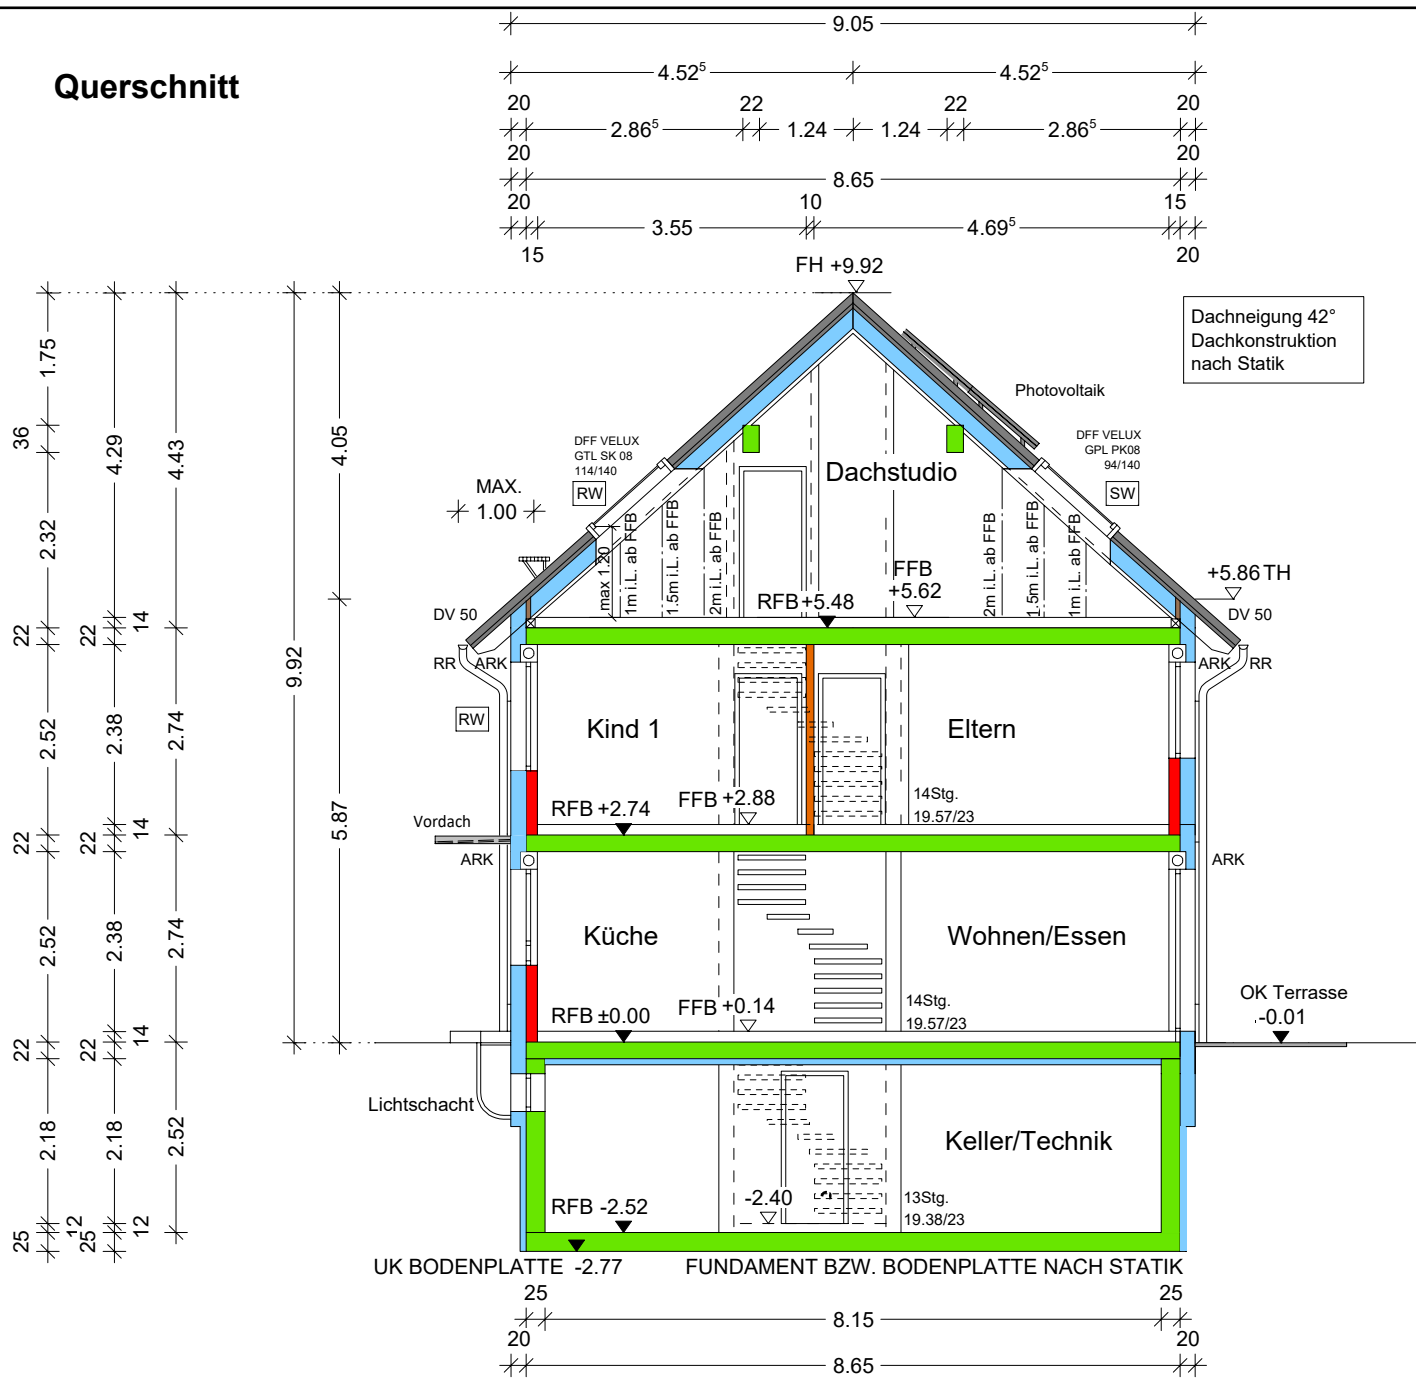 Querschnitt
9.05
4.52⁵ 4.52⁵
20 22 22 20
2.86⁵ 1.24 1.24 2.86⁵
20 20
8.65
20 10 15
3.55 4.69⁵
15 20
FH +9.92
Dachneigung 42°
Dachkonstruktion
nach Statik
Photovoltaik
DFF VELUX
GTL SK 08
114/140
RW
DFF VELUX
GPL PK08
94/140
SW
Dachstudio
MAX.
1.00
max 1.20
1m i.L. ab FFB
1.5m i.L. ab FFB
2m i.L. ab FFB
2m i.L. ab FFB
1.5m i.L. ab FFB
1m i.L. ab FFB
FFB
+5.62
RFB +5.48
+5.86 TH
DV 50
DV 50
RR ARK
ARK RR
RW
Kind 1
Eltern
14Stg.
19.57/23
RFB +2.74
FFB +2.88
Vordach
ARK
ARK
Küche
Wohnen/Essen
14Stg.
19.57/23
RFB ±0.00
FFB +0.14
OK Terrasse
-0.01
Lichtschacht
Keller/Technik
13Stg.
19.38/23
RFB -2.52
-2.40
UK BODENPLATTE -2.77
FUNDAMENT BZW. BODENPLATTE NACH STATIK
25 25
8.15
20 20
8.65
1.75
36
2.32
22
2.52
22
2.52
22
2.18
12
25
4.29
14
22
2.38
14
22
2.38
14
22
2.18
12
25
4.43
2.74
2.74
2.52
9.92
4.05
5.87